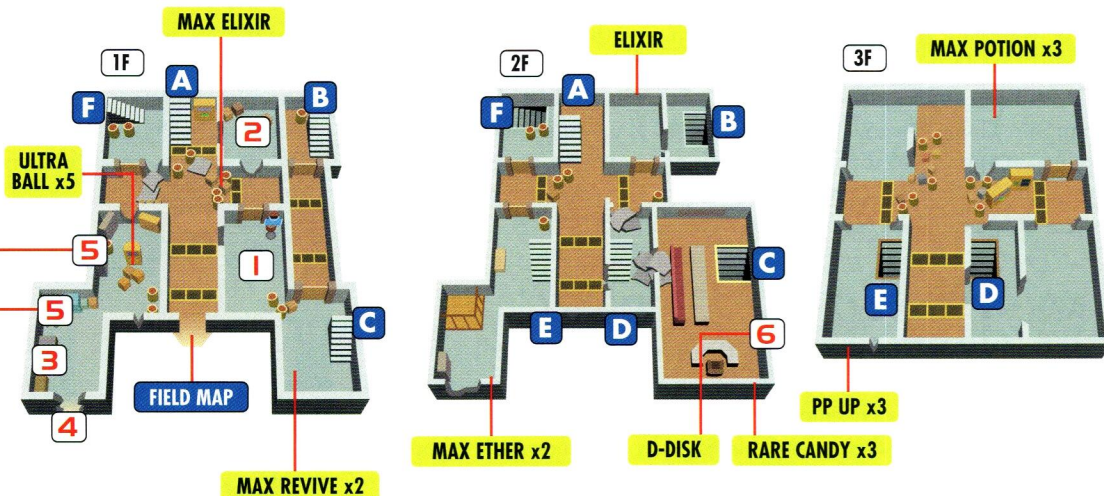 MAX ELIXIR
1F
A
F
B
2
ULTRA
BALL x5
5
1
5
3
C
FIELD MAP
4
MAX REVIVE x2
ELIXIR
2F
A
F
B
C
E
D
6
MAX ETHER x2
D-DISK
RARE CANDY x3
3F
MAX POTION x3
E
D
PP UP x3